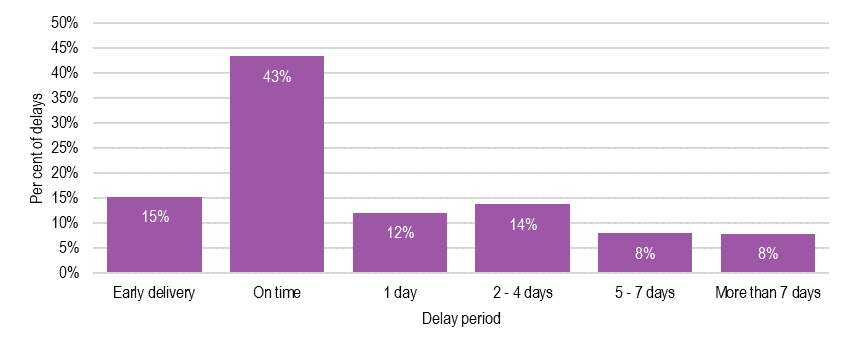 50%
45%
40%
35%
30%
25%
20%
15%
10%
5%
0%
Per cent of delays
15%
43%
12%
14%
8%
8%
Early delivery
On time
1 day
2 - 4 days
5 - 7 days
More than 7 days
Delay period